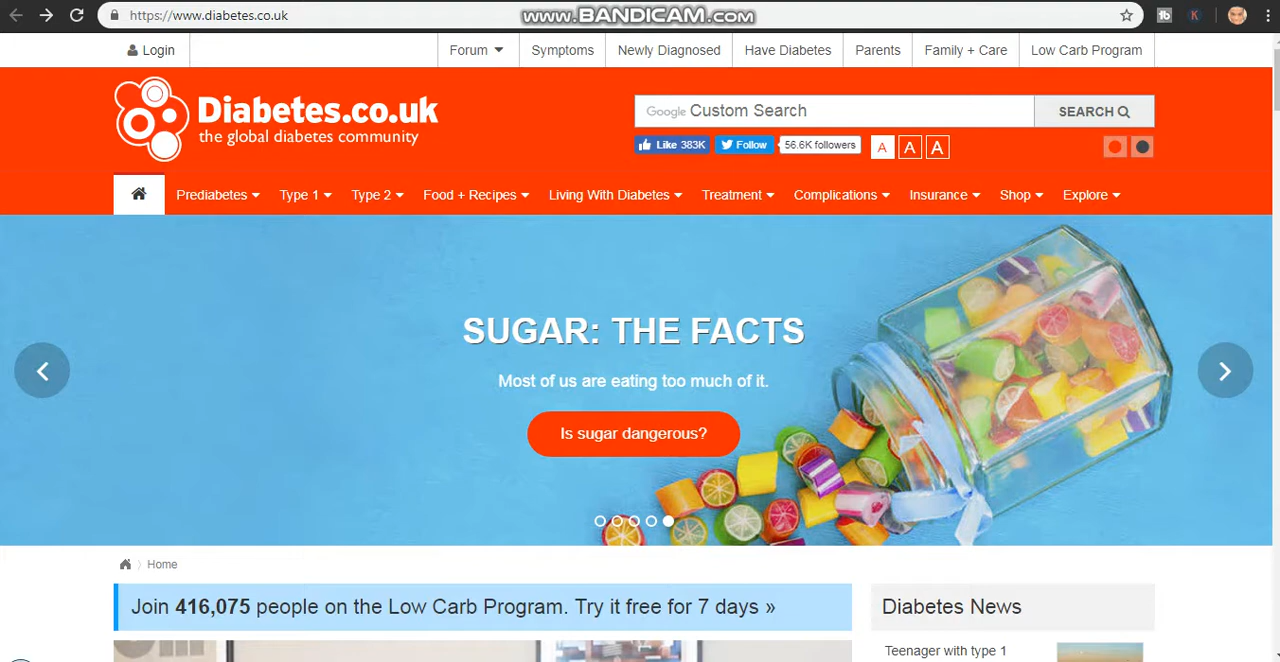 https://www.diabetes.co.uk
www.BANDICAM.com
Login
Forum
Symptoms
Newly Diagnosed
Have Diabetes
Parents
Family + Care
Low Carb Program
Diabetes.co.uk
the global diabetes community
Google Custom Search
SEARCH
Like 383K
Follow
56.6K followers
A A A
Prediabetes
Type 1
Type 2
Food + Recipes
Living With Diabetes
Treatment
Complications
Insurance
Shop
Explore
SUGAR: THE FACTS
Most of us are eating too much of it.
Is sugar dangerous?
Home
Join 416,075 people on the Low Carb Program. Try it free for 7 days »
Diabetes News
Teenager with type 1